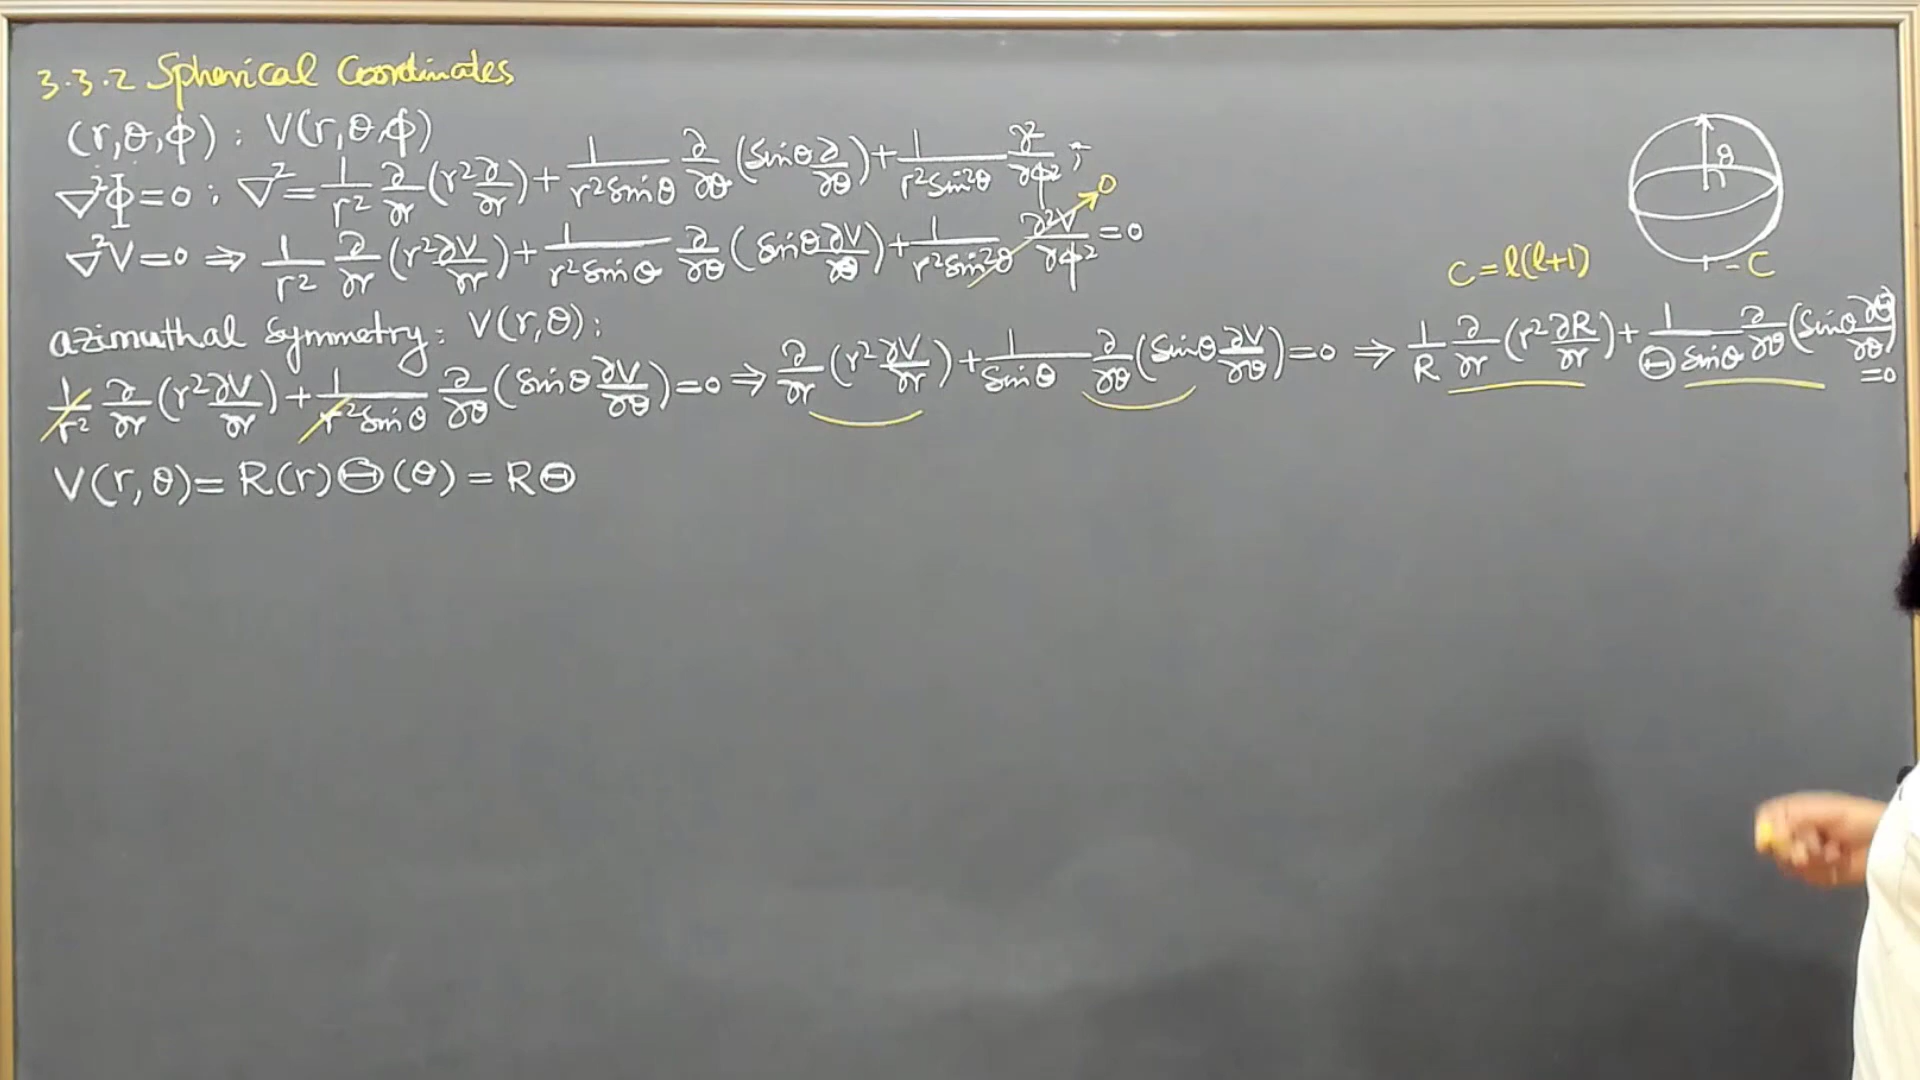 3.3.2 Spherical Coordinates
(r,θ,ϕ) : V(r,θ,ϕ)
∇²Φ=0 : ∇²= 1/r² ∂/∂r (r² ∂/∂r) + 1/(r² sinθ) ∂/∂θ (sinθ ∂/∂θ) + 1/(r² sin²θ) ∂²/∂ϕ² ;
∇²V=0 ⇒ 1/r² ∂/∂r (r² ∂V/∂r) + 1/(r² sinθ) ∂/∂θ (sinθ ∂V/∂θ) + 1/(r² sin²θ) ∂²V/∂ϕ² = 0
0
azimuthal symmetry: V(r,θ):
1/r² ∂/∂r (r² ∂V/∂r) + 1/(r² sinθ) ∂/∂θ (sinθ ∂V/∂θ) = 0 ⇒ ∂/∂r (r² ∂V/∂r) + 1/sinθ ∂/∂θ (sinθ ∂V/∂θ) = 0 ⇒ 1/R ∂/∂r (r² ∂R/∂r) + 1/(Θ sinθ) ∂/∂θ (sinθ ∂Θ/∂θ) = 0
V(r,θ) = R(r)Θ(θ) = RΘ
θ
C = l(l+1)
-C